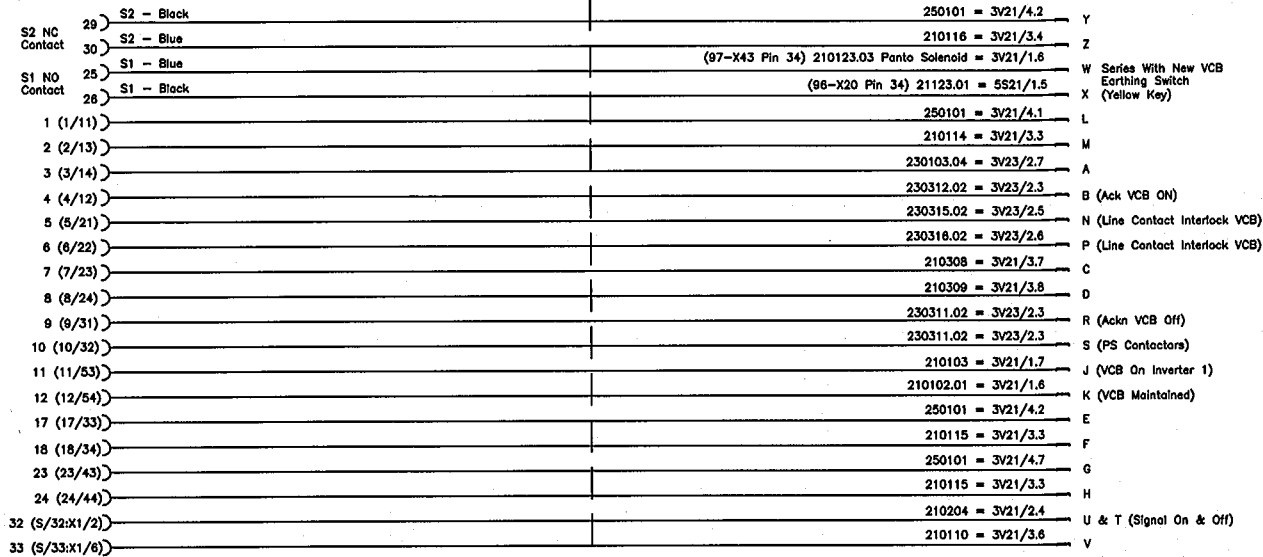 S2 NC Contact 29 S2 - Black 250101 = 3V21/4.2 Y
30 S2 - Blue 210116 = 3V21/3.4 Z
S1 NO Contact 25 S1 - Blue (97-X43 Pin 34) 210123.03 Panto Solenoid = 3V21/1.6 W Series With New VCB
Earthing Switch
26 S1 - Black (96-X20 Pin 34) 21123.01 = 5S21/1.5 X (Yellow Key)
1 (1/11) 250101 = 3V21/4.1 L
2 (2/13) 210114 = 3V21/3.3 M
3 (3/14) 230103.04 = 3V23/2.7 A
4 (4/12) 230312.02 = 3V23/2.3 B (Ack VCB ON)
5 (5/21) 230315.02 = 3V23/2.5 N (Line Contact Interlock VCB)
6 (6/22) 230316.02 = 3V23/2.6 P (Line Contact Interlock VCB)
7 (7/23) 210308 = 3V21/3.7 C
8 (8/24) 210309 = 3V21/3.8 D
9 (9/31) 230311.02 = 3V23/2.3 R (Ackn VCB Off)
10 (10/32) 230311.02 = 3V23/2.3 S (PS Contactors)
11 (11/53) 210103 = 3V21/1.7 J (VCB On Inverter 1)
12 (12/54) 210102.01 = 3V21/1.6 K (VCB Maintained)
17 (17/33) 250101 = 3V21/4.2 E
18 (18/34) 210115 = 3V21/3.3 F
23 (23/43) 250101 = 3V21/4.7 G
24 (24/44) 210115 = 3V21/3.3 H
32 (S/32:X1/2) 210204 = 3V21/2.4 U & T (Signal On & Off)
33 (S/33:X1/6) 210110 = 3V21/3.6 V